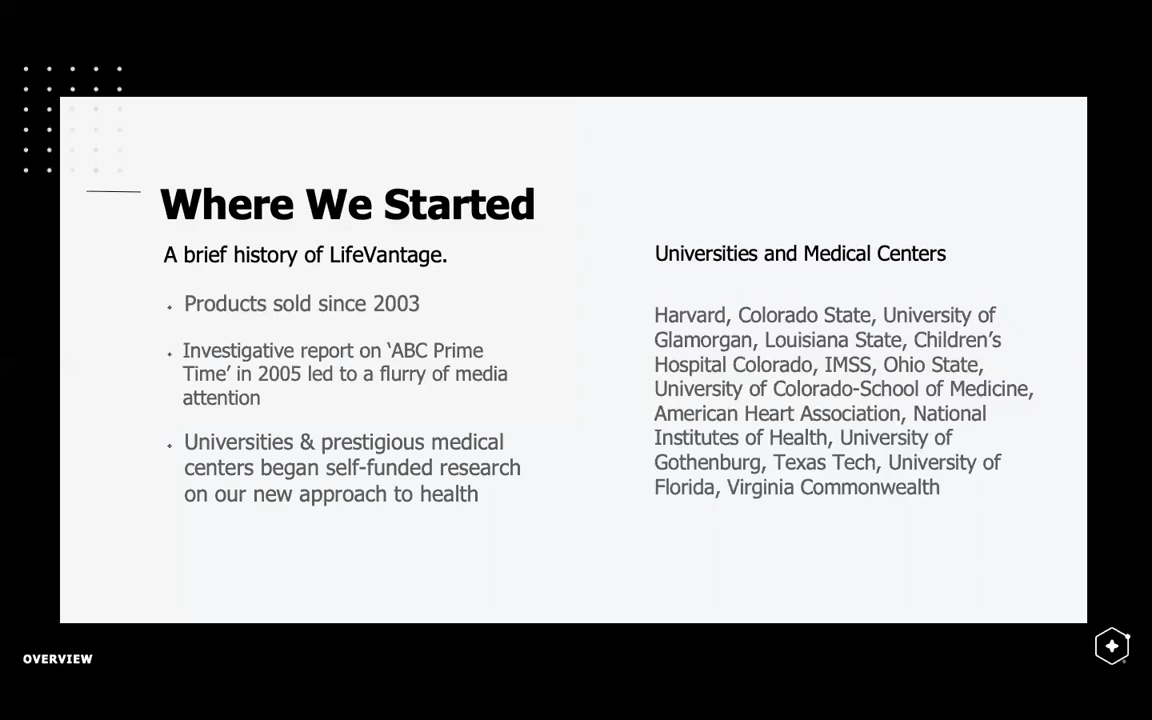 Where We Started
A brief history of LifeVantage.
Products sold since 2003
Investigative report on ‘ABC Prime
Time’ in 2005 led to a flurry of media
attention
Universities & prestigious medical
centers began self-funded research
on our new approach to health
Universities and Medical Centers
Harvard, Colorado State, University of
Glamorgan, Louisiana State, Children’s
Hospital Colorado, IMSS, Ohio State,
University of Colorado-School of Medicine,
American Heart Association, National
Institutes of Health, University of
Gothenburg, Texas Tech, University of
Florida, Virginia Commonwealth
OVERVIEW